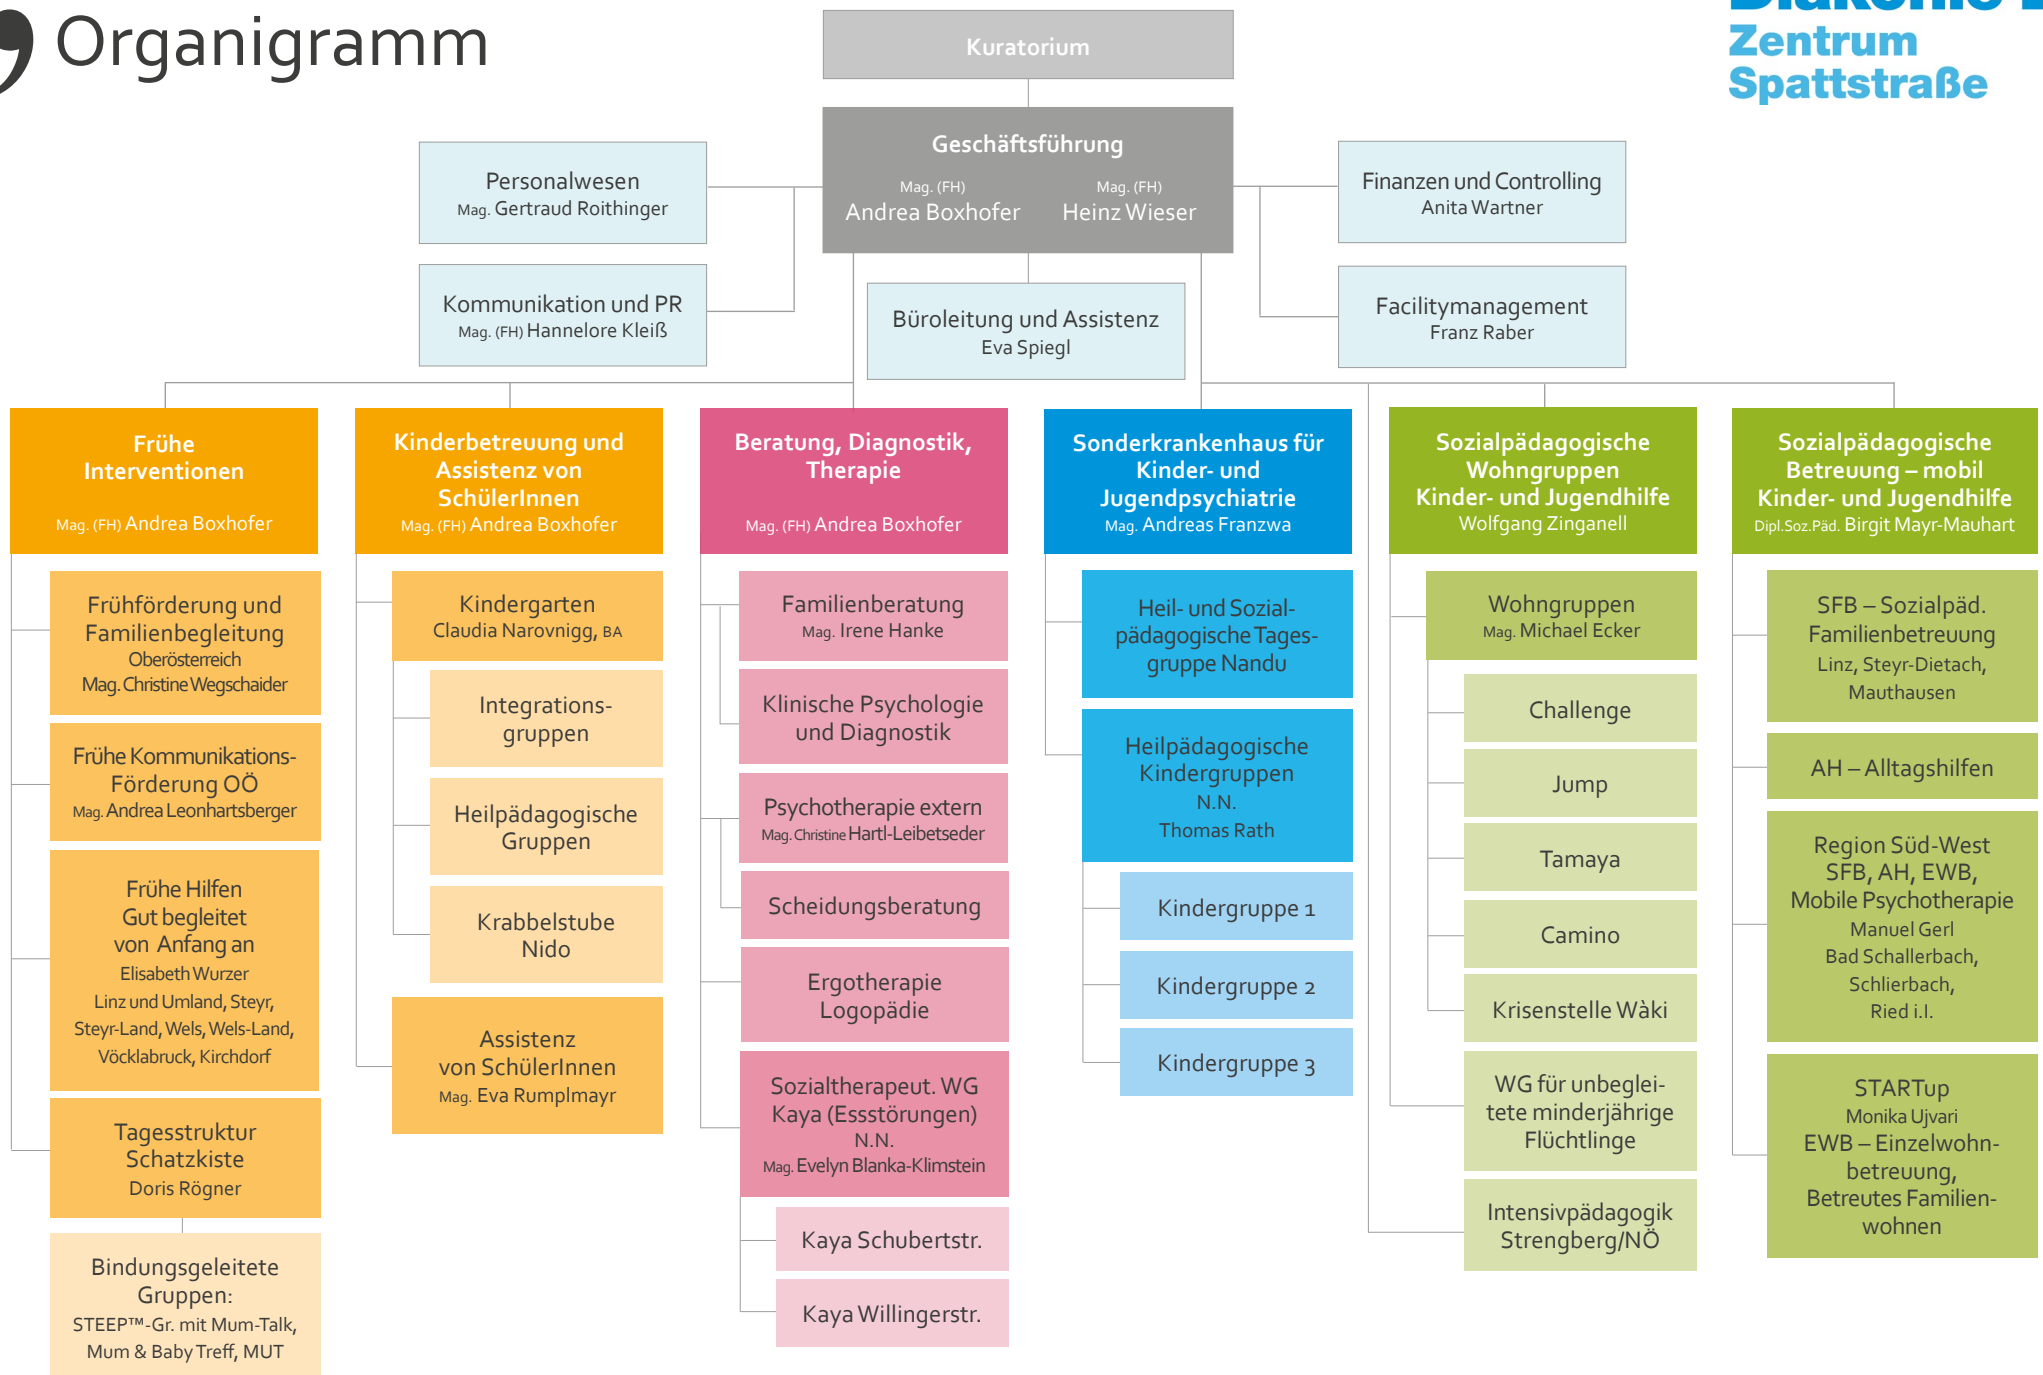 Organigramm
Zentrum
Spattstraße
Kuratorium
Geschäftsführung
Mag. (FH)
Andrea Boxhofer
Mag. (FH)
Heinz Wieser
Personalwesen
Mag. Gertraud Roithinger
Kommunikation und PR
Mag. (FH) Hannelore Kleiß
Büroleitung und Assistenz
Eva Spiegl
Finanzen und Controlling
Anita Wartner
Facilitymanagement
Franz Raber
Frühe
Interventionen
Mag. (FH) Andrea Boxhofer
Frühförderung und
Familienbegleitung
Oberösterreich
Mag. Christine Wegschaider
Frühe Kommunikations-
Förderung OÖ
Mag. Andrea Leonhartsberger
Frühe Hilfen
Gut begleitet
von Anfang an
Elisabeth Wurzer
Linz und Umland, Steyr,
Steyr-Land, Wels, Wels-Land,
Vöcklabruck, Kirchdorf
Tagesstruktur
Schatzkiste
Doris Rögner
Bindungsgeleitete
Gruppen:
STEEP™-Gr. mit Mum-Talk,
Mum & Baby Treff, MUT
Kinderbetreuung und
Assistenz von
SchülerInnen
Mag. (FH) Andrea Boxhofer
Kindergarten
Claudia Narovnigg, BA
Integrations-
gruppen
Heilpädagogische
Gruppen
Krabbelstube
Nido
Assistenz
von SchülerInnen
Mag. Eva Rumplmayr
Beratung, Diagnostik,
Therapie
Mag. (FH) Andrea Boxhofer
Familienberatung
Mag. Irene Hanke
Klinische Psychologie
und Diagnostik
Psychotherapie extern
Mag. Christine Hartl-Leibetseder
Scheidungsberatung
Ergotherapie
Logopädie
Sozialtherapeut. WG
Kaya (Essstörungen)
N.N.
Mag. Evelyn Blanka-Klimstein
Kaya Schubertstr.
Kaya Willingerstr.
Sonderkrankenhaus für
Kinder- und
Jugendpsychiatrie
Mag. Andreas Franzwa
Heil- und Sozial-
pädagogische Tages-
gruppe Nandu
Heilpädagogische
Kindergruppen
N.N.
Thomas Rath
Kindergruppe 1
Kindergruppe 2
Kindergruppe 3
Sozialpädagogische
Wohngruppen
Kinder- und Jugendhilfe
Wolfgang Zinganell
Wohngruppen
Mag. Michael Ecker
Challenge
Jump
Tamaya
Camino
Krisenstelle Wàki
WG für unbeglei-
tete minderjährige
Flüchtlinge
Intensivpädagogik
Strengberg/NÖ
Sozialpädagogische
Betreuung – mobil
Kinder- und Jugendhilfe
Dipl.Soz.Päd. Birgit Mayr-Mauhart
SFB – Sozialpäd.
Familienbetreuung
Linz, Steyr-Dietach,
Mauthausen
AH – Alltagshilfen
Region Süd-West
SFB, AH, EWB,
Mobile Psychotherapie
Manuel Gerl
Bad Schallerbach,
Schlierbach,
Ried i.I.
STARTup
Monika Ujvari
EWB – Einzelwohn-
betreuung,
Betreutes Familien-
wohnen